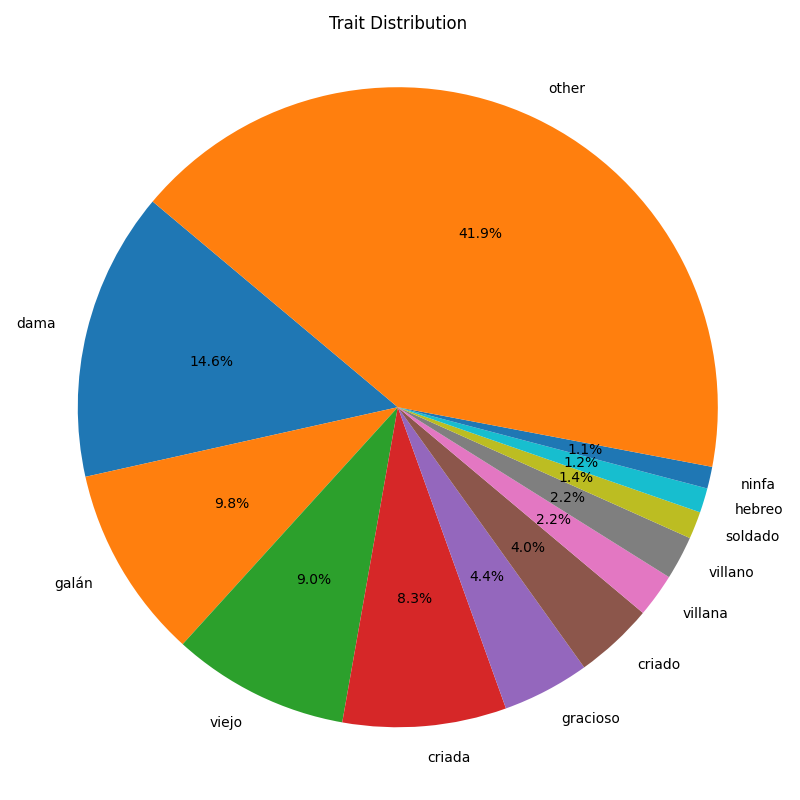 Trait Distribution
other
41.9%
dama
14.6%
galán
9.8%
viejo
9.0%
criada
8.3%
gracioso
4.4%
criado
4.0%
villana
2.2%
villano
2.2%
soldado
1.4%
hebreo
1.2%
ninfa
1.1%